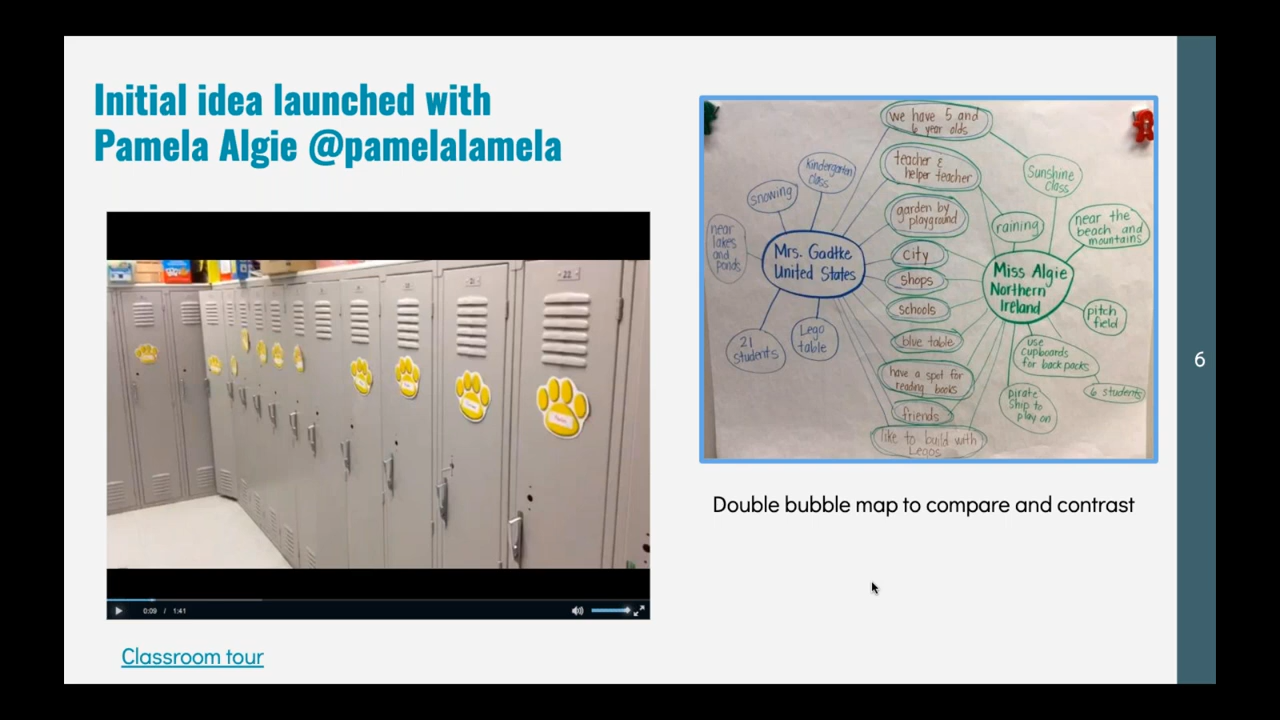 Initial idea launched with
Pamela Algie @pamelalamela
22
0:09 / 1:41
Classroom tour
we have 5 and
6 year olds
teacher &
helper teacher
garden by
playground
city
shops
schools
blue table
have a spot for
reading books
friends
like to build with
Legos
kindergarten
class
snowing
near
lakes
and
ponds
Mrs. Gadtke
United States
21
students
Lego
table
Sunshine
class
raining
near the
beach and
mountains
Miss Algie
Northern
Ireland
pitch
field
use
cupboards
for back packs
6 students
pirate
ship to
play on
Double bubble map to compare and contrast
6